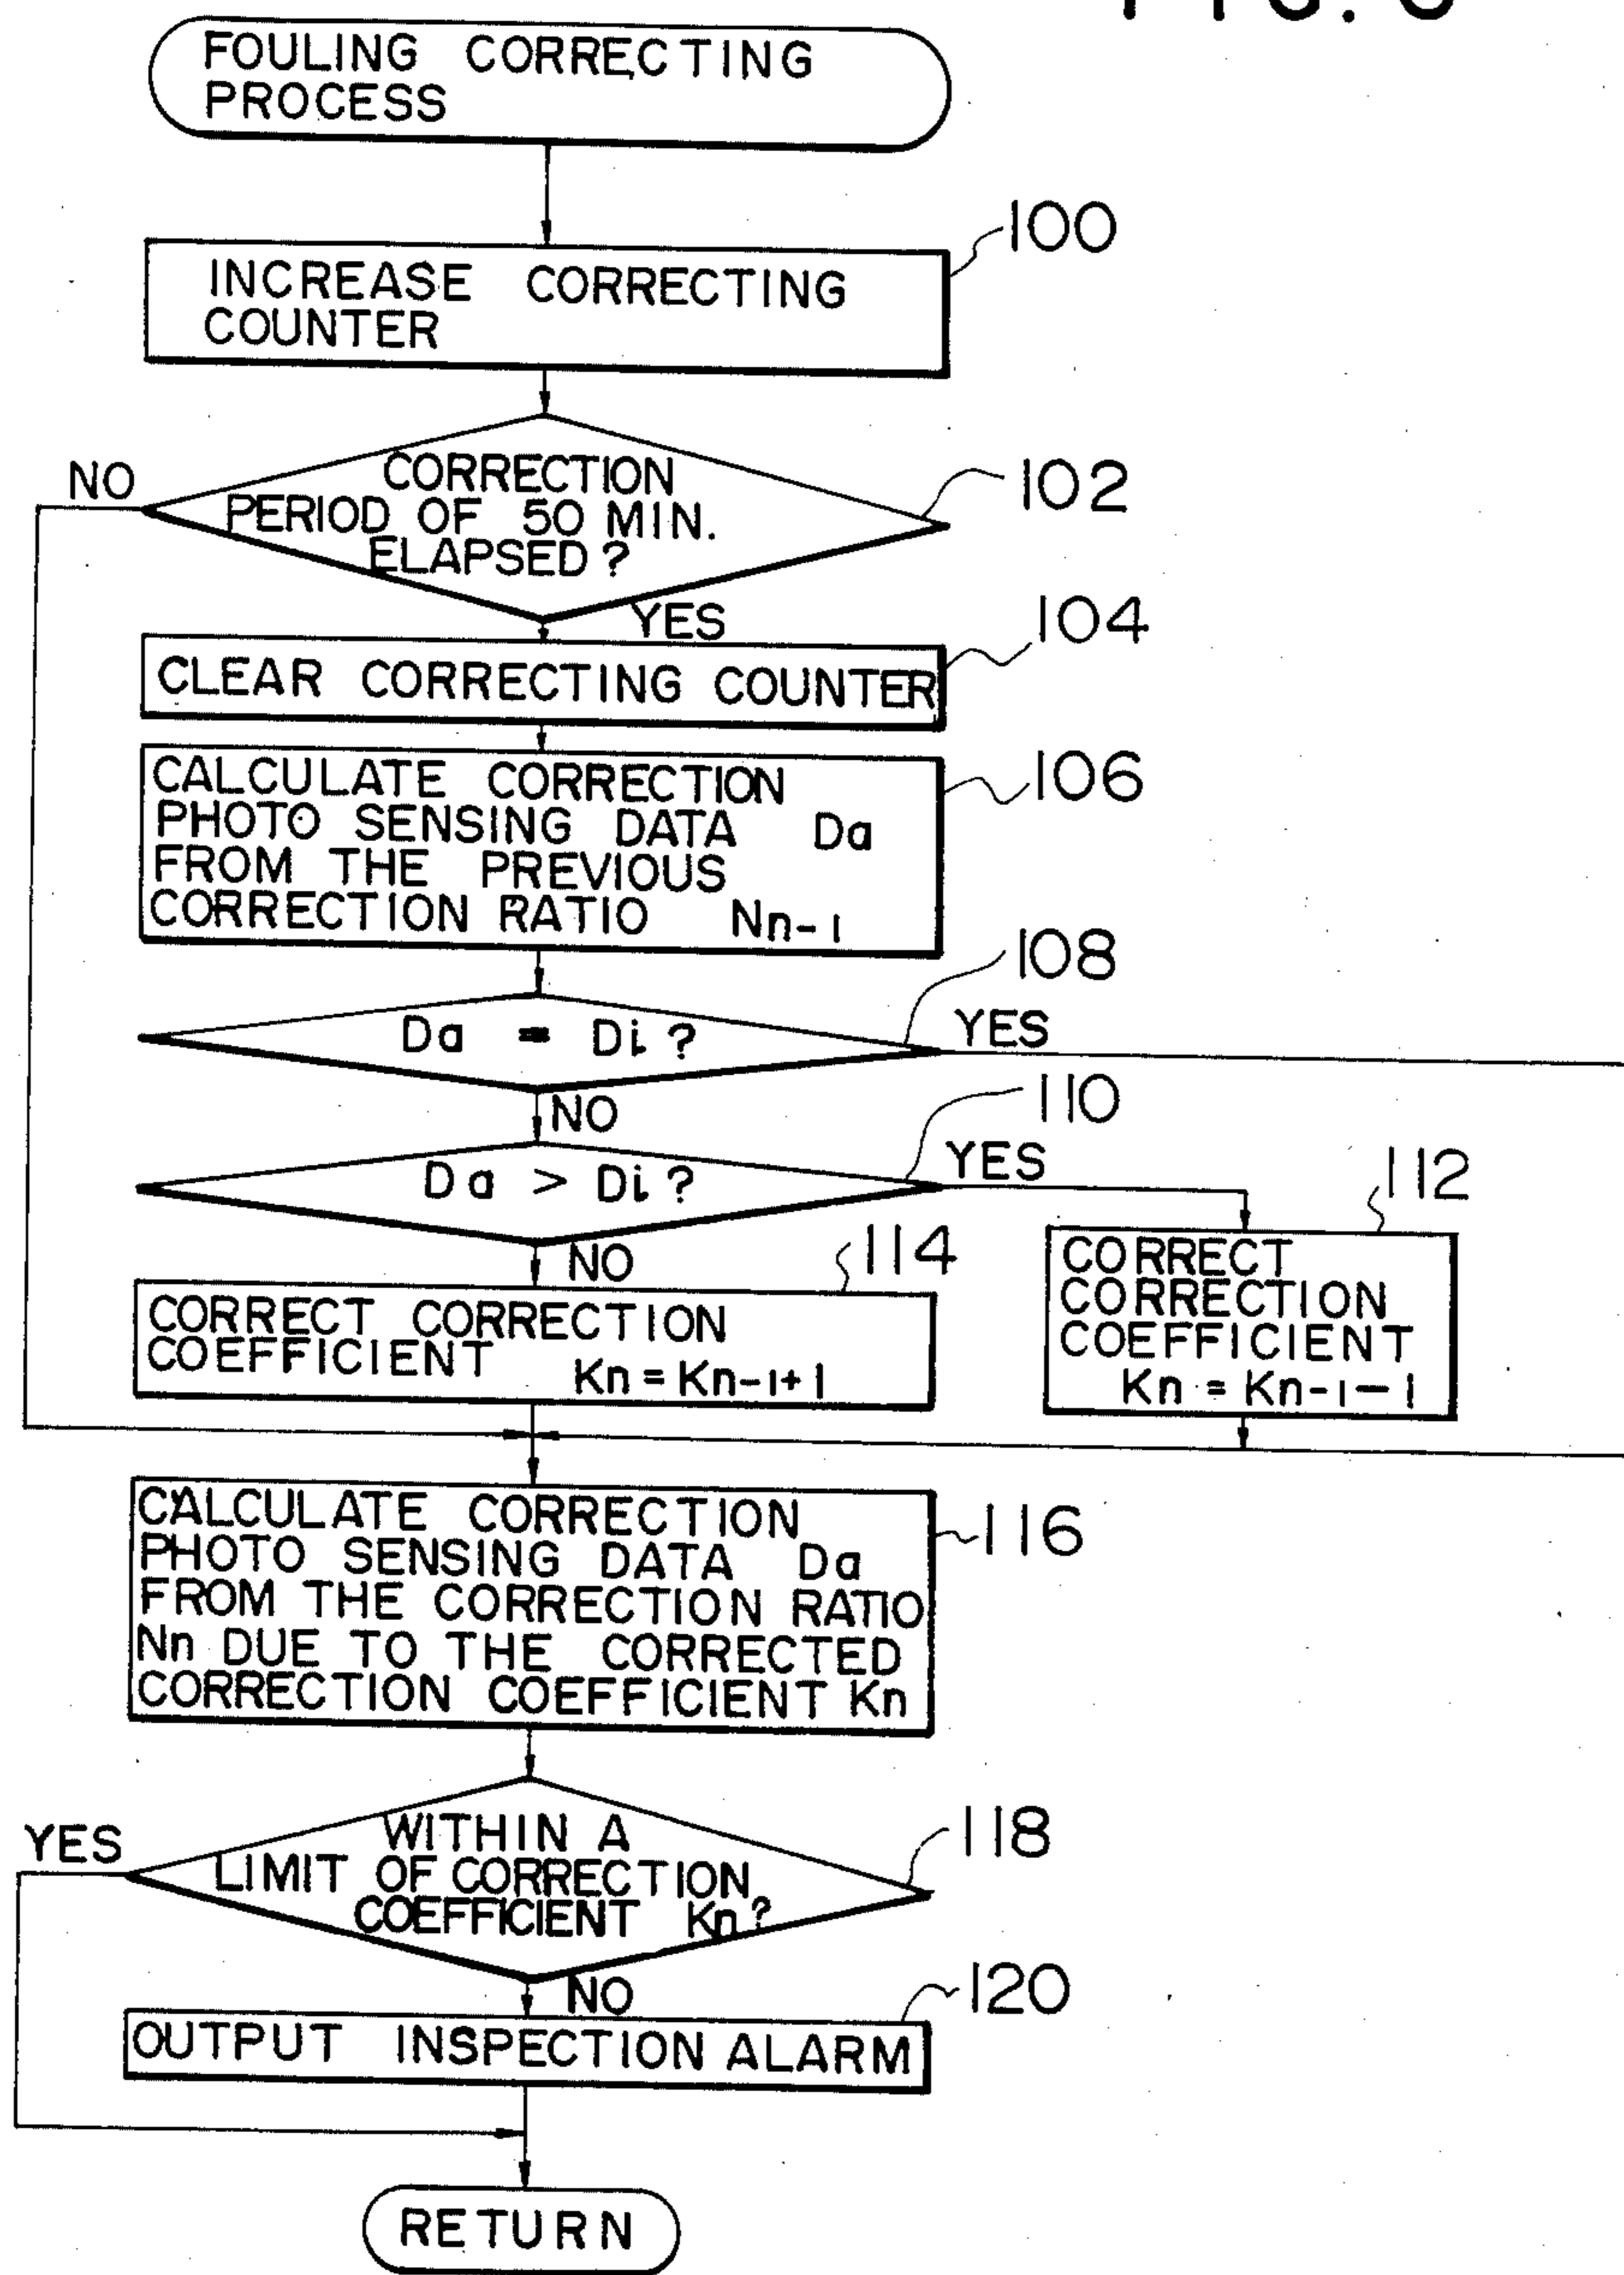 FOULING CORRECTING
PROCESS
100
INCREASE CORRECTING
COUNTER
NO
CORRECTION
PERIOD OF 50 MIN.
ELAPSED?
102
YES
104
CLEAR CORRECTING COUNTER
CALCULATE CORRECTION
PHOTO SENSING DATA Da
FROM THE PREVIOUS
CORRECTION RATIO Nn-1
106
108
Da = Di?
YES
NO
110
Da > Di?
YES
112
NO
114
CORRECT CORRECTION
COEFFICIENT Kn = Kn-1+1
CORRECT
CORRECTION
COEFFICIENT
Kn = Kn-1-1
CALCULATE CORRECTION
PHOTO SENSING DATA Da
FROM THE CORRECTION RATIO
Nn DUE TO THE CORRECTED
CORRECTION COEFFICIENT Kn
116
YES
WITHIN A
LIMIT OF CORRECTION
COEFFICIENT Kn?
118
NO
120
OUTPUT INSPECTION ALARM
RETURN